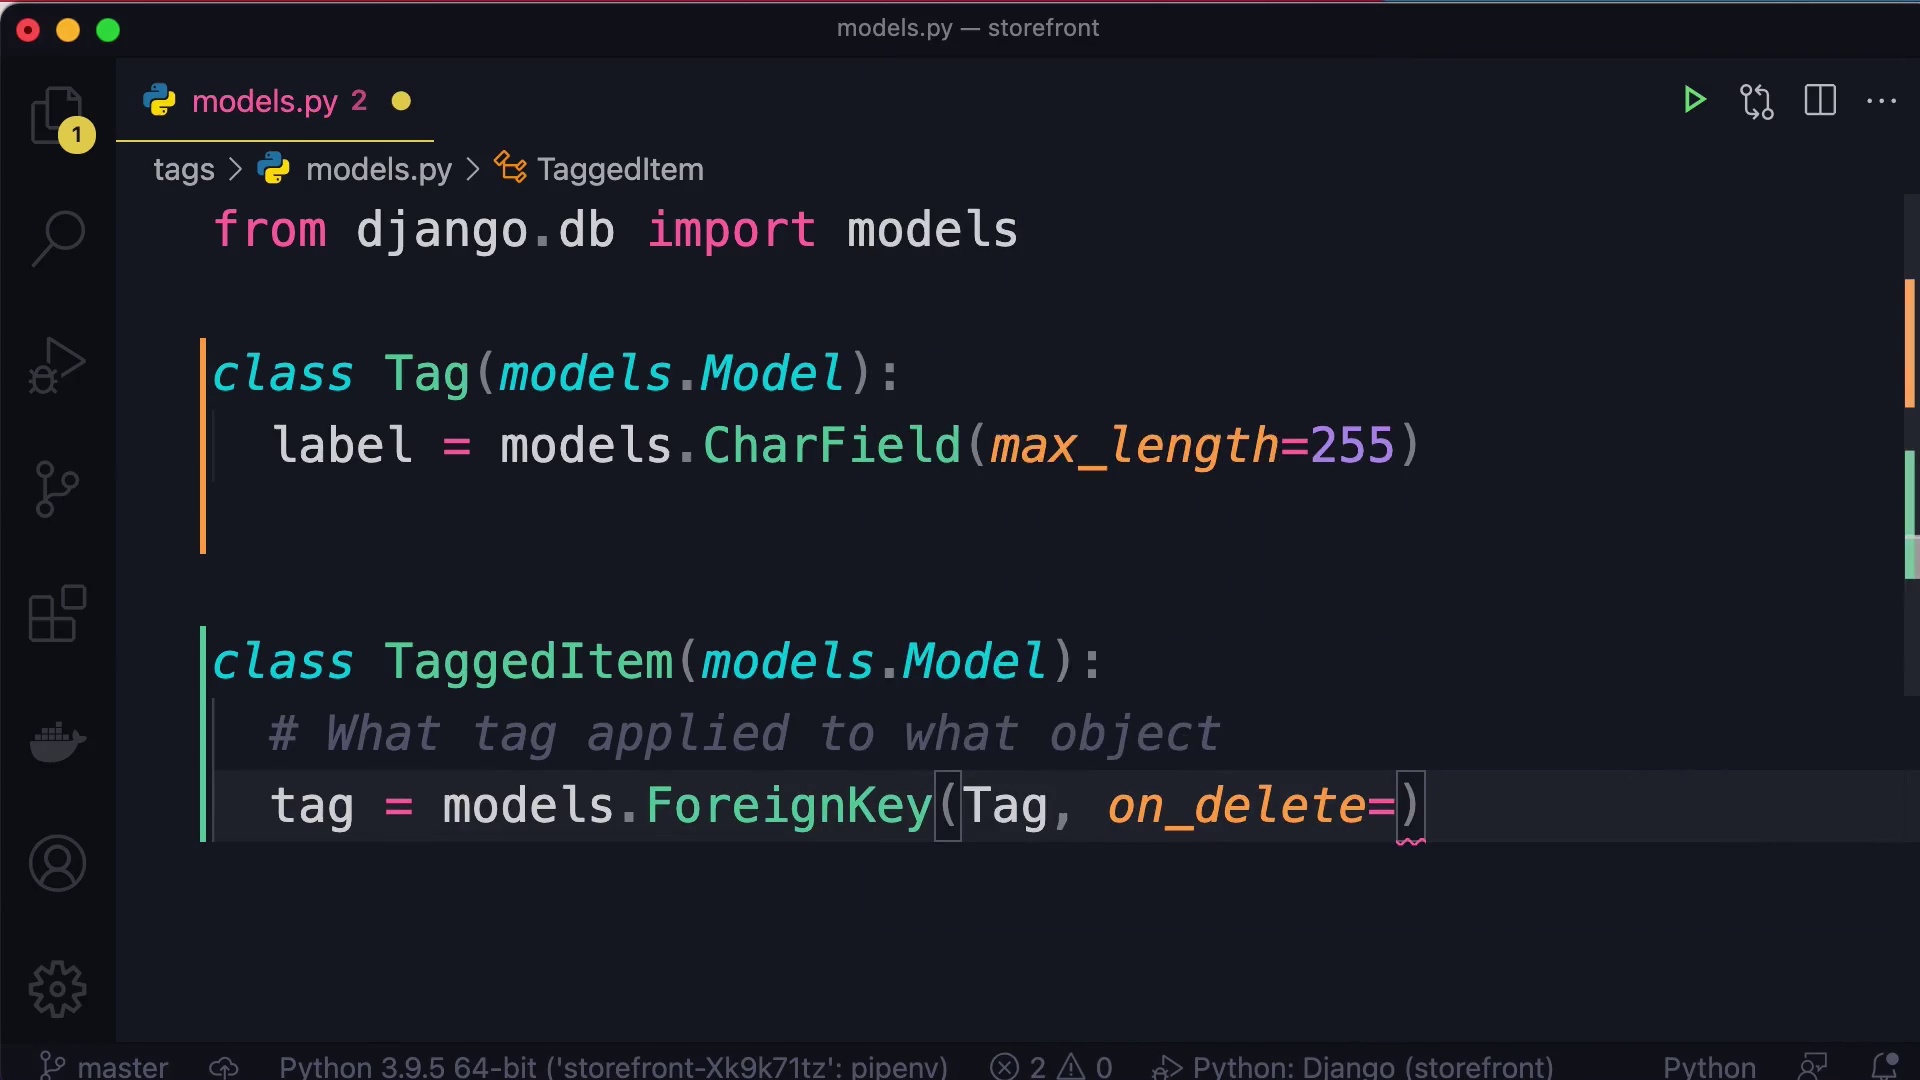 models.py — storefront
models.py 2
1
tags > models.py > TaggedItem
from django.db import models
class Tag(models.Model):
label = models.CharField(max_length=255)
class TaggedItem(models.Model):
# What tag applied to what object
tag = models.ForeignKey(Tag, on_delete=)
master Python 3.9.5 64-bit ('storefront-Xk9k71tz': pipenv) 2 0 Python: Django (storefront) Python